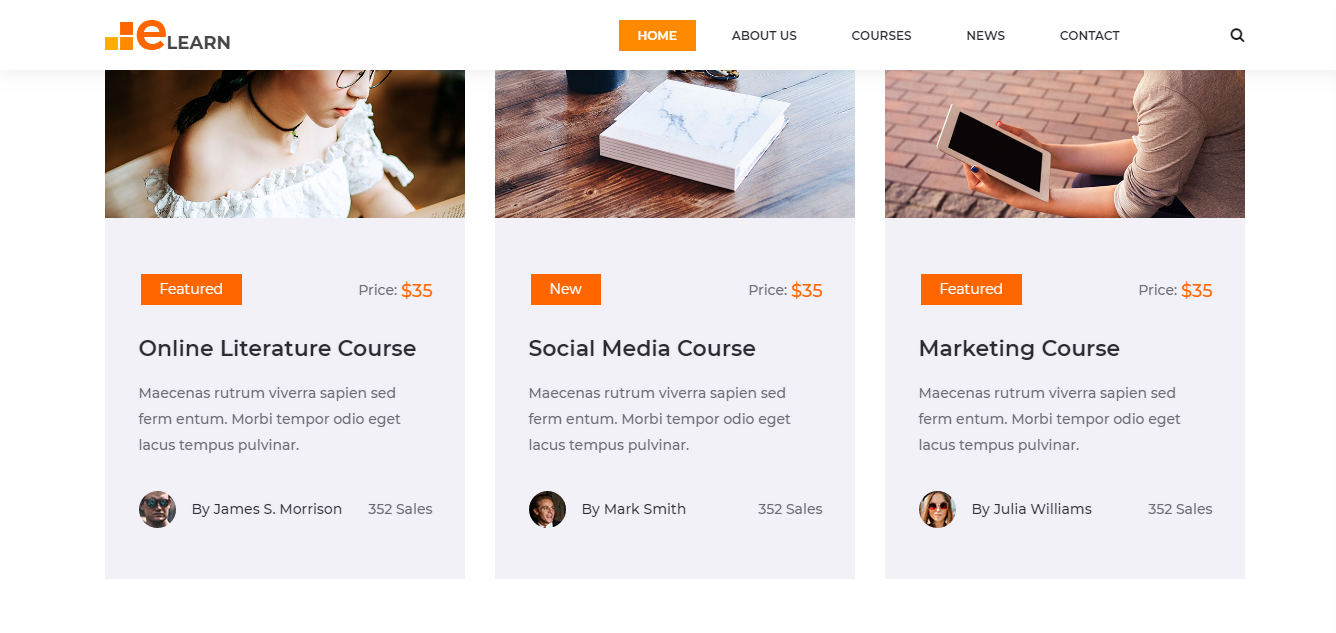 eLEARN
HOME
ABOUT US
COURSES
NEWS
CONTACT
Featured
Price: $35
Online Literature Course
Maecenas rutrum viverra sapien sed
ferm entum. Morbi tempor odio eget
lacus tempus pulvinar.
By James S. Morrison
352 Sales
New
Price: $35
Social Media Course
Maecenas rutrum viverra sapien sed
ferm entum. Morbi tempor odio eget
lacus tempus pulvinar.
By Mark Smith
352 Sales
Featured
Price: $35
Marketing Course
Maecenas rutrum viverra sapien sed
ferm entum. Morbi tempor odio eget
lacus tempus pulvinar.
By Julia Williams
352 Sales